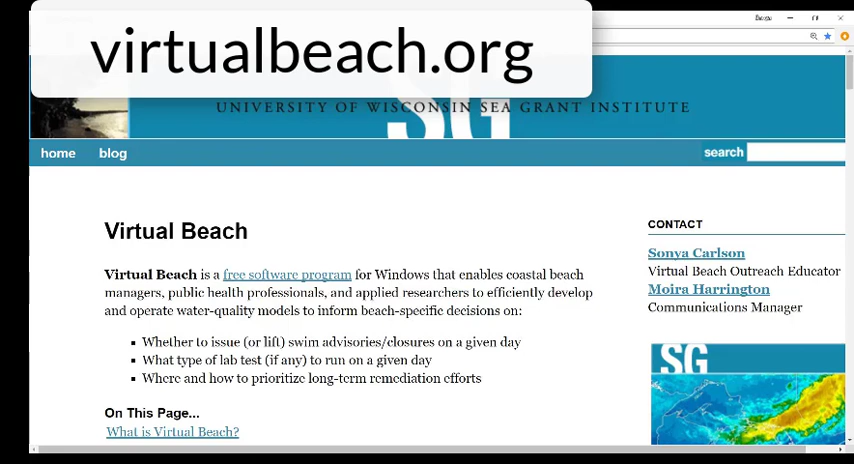 virtualbeach.org
UNIVERSITY OF WISCONSIN SEA GRANT INSTITUTE
SG
home blog search
Virtual Beach
Virtual Beach is a free software program for Windows that enables coastal beach
managers, public health professionals, and applied researchers to efficiently develop
and operate water-quality models to inform beach-specific decisions on:
Whether to issue (or lift) swim advisories/closures on a given day
What type of lab test (if any) to run on a given day
Where and how to prioritize long-term remediation efforts
On This Page...
What is Virtual Beach?
CONTACT
Sonya Carlson
Virtual Beach Outreach Educator
Moira Harrington
Communications Manager
SG